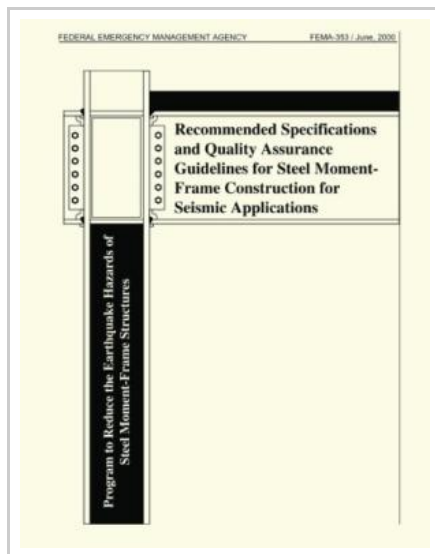 FEDERAL EMERGENCY MANAGEMENT AGENCY FEMA-353 / June, 2000
Recommended Specifications
and Quality Assurance
Guidelines for Steel Moment-
Frame Construction for
Seismic Applications
Program to Reduce the Earthquake Hazards of
Steel Moment-Frame Structures